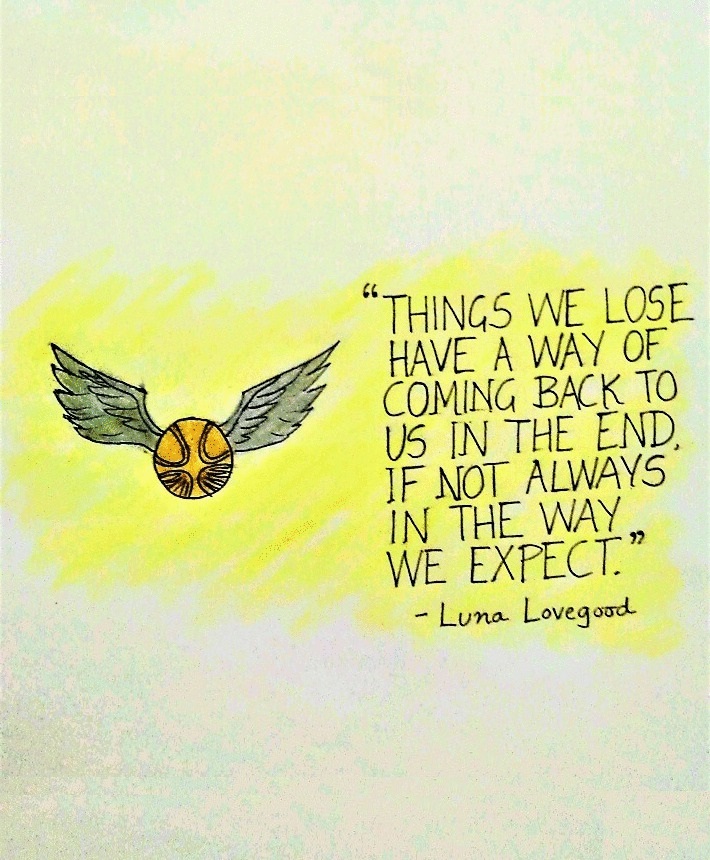 “THINGS WE LOSE
HAVE A WAY OF
COMING BACK TO
US IN THE END,
IF NOT ALWAYS
IN THE WAY
WE EXPECT.”
- Luna Lovegood